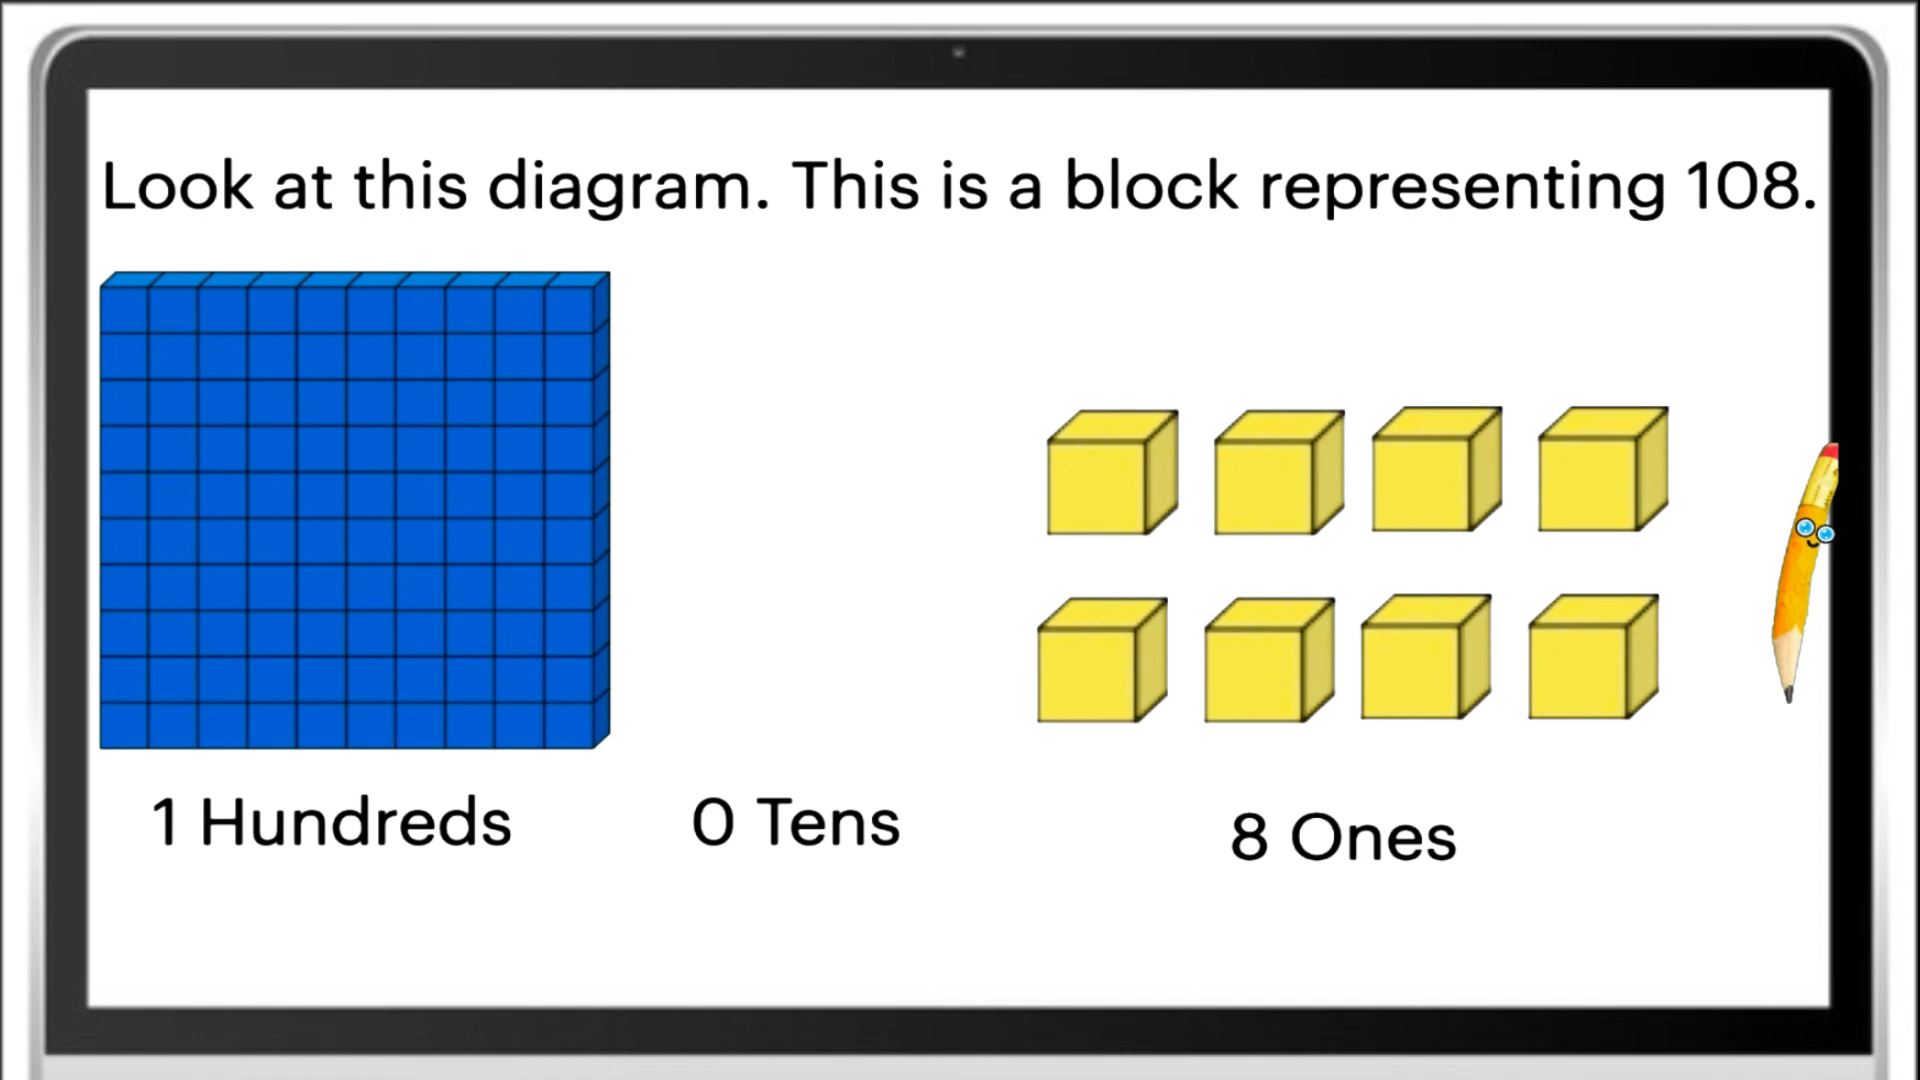 Look at this diagram. This is a block representing 108.
1 Hundreds 0 Tens 8 Ones